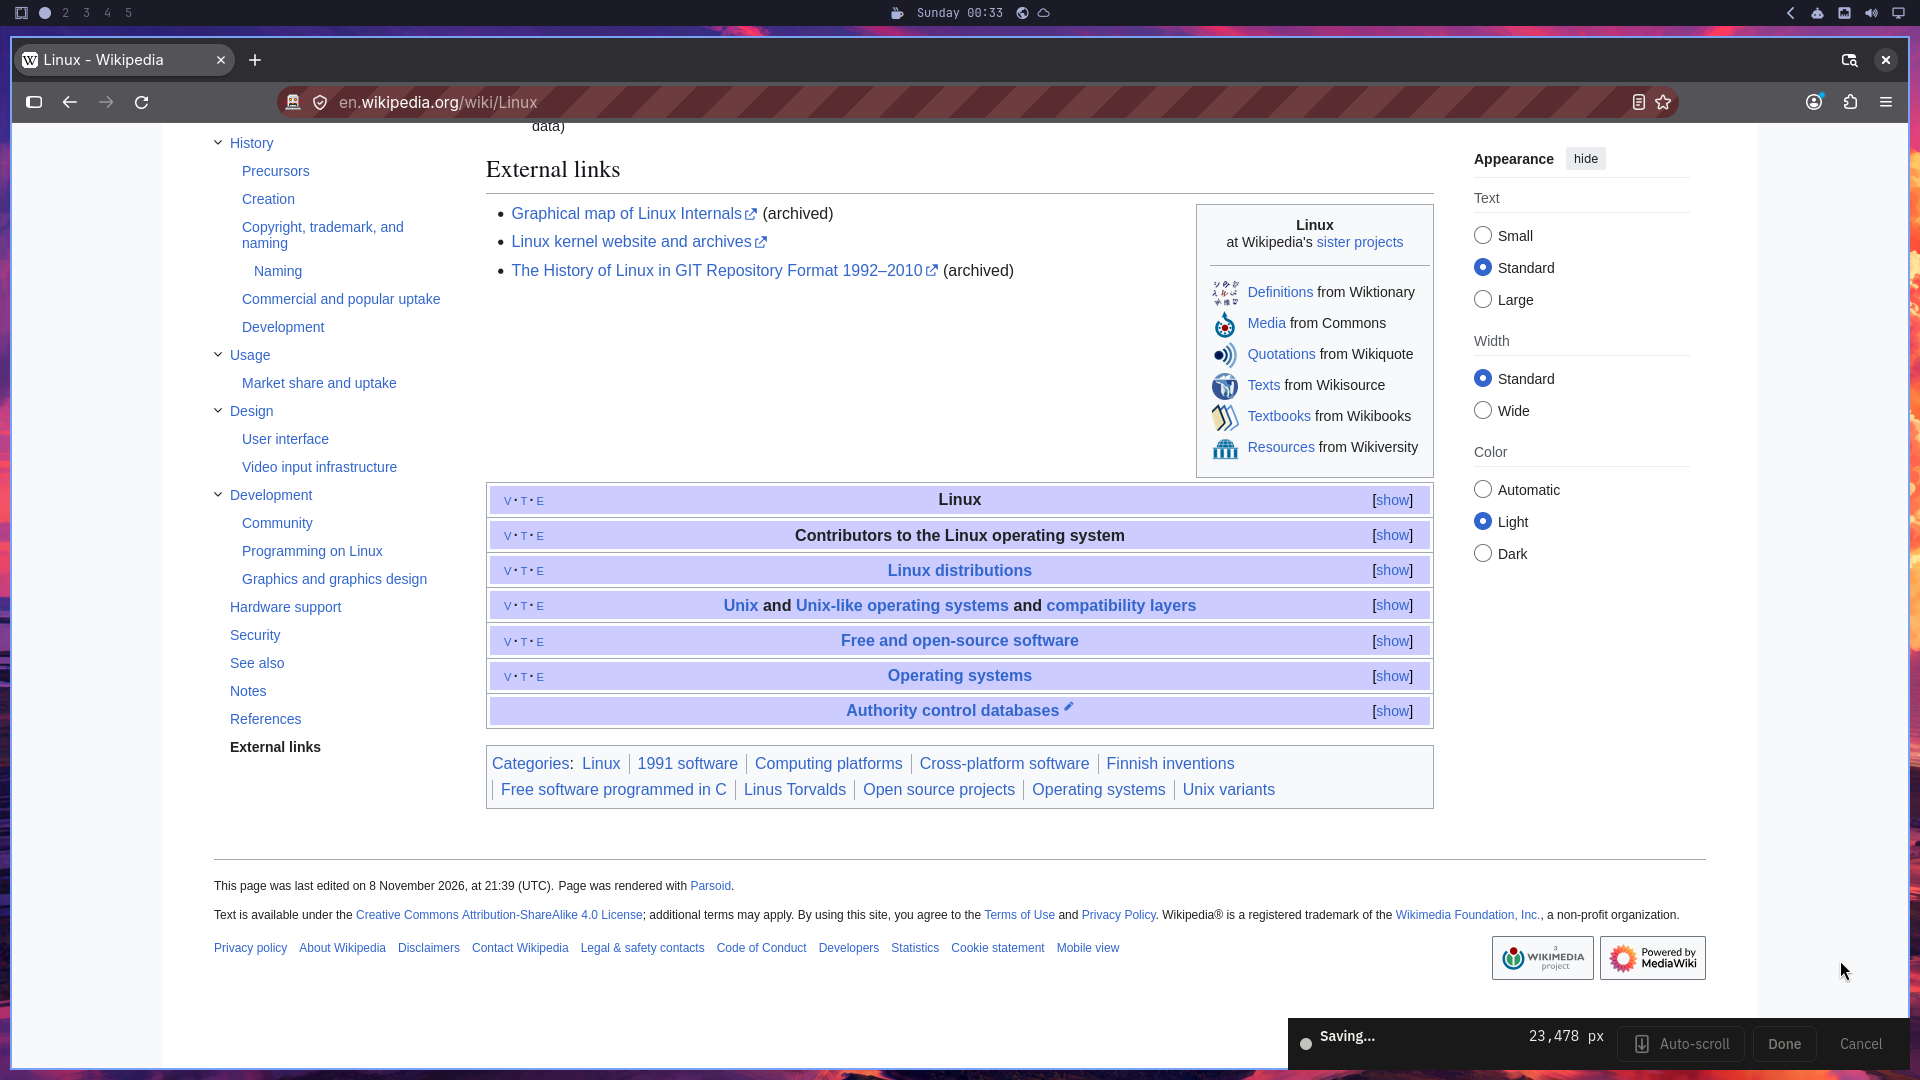 2 3 4 5 Sunday 00:33
Linux - Wikipedia
en.wikipedia.org/wiki/Linux
History
Precursors
Creation
Copyright, trademark, and
naming
Naming
Commercial and popular uptake
Development
Usage
Market share and uptake
Design
User interface
Video input infrastructure
Development
Community
Programming on Linux
Graphics and graphics design
Hardware support
Security
See also
Notes
References
External links
data)
External links
Graphical map of Linux Internals (archived)
Linux kernel website and archives
The History of Linux in GIT Repository Format 1992–2010 (archived)
Linux
at Wikipedia's sister projects
Definitions from Wiktionary
Media from Commons
Quotations from Wikiquote
Texts from Wikisource
Textbooks from Wikibooks
Resources from Wikiversity
V · T · E Linux [show]
V · T · E Contributors to the Linux operating system [show]
V · T · E Linux distributions [show]
V · T · E Unix and Unix-like operating systems and compatibility layers [show]
V · T · E Free and open-source software [show]
V · T · E Operating systems [show]
Authority control databases [show]
Categories: Linux | 1991 software | Computing platforms | Cross-platform software | Finnish inventions
| Free software programmed in C | Linus Torvalds | Open source projects | Operating systems | Unix variants
Appearance hide
Text
Small
Standard
Large
Width
Standard
Wide
Color
Automatic
Light
Dark
This page was last edited on 8 November 2026, at 21:39 (UTC). Page was rendered with Parsoid.
Text is available under the Creative Commons Attribution-ShareAlike 4.0 License; additional terms may apply. By using this site, you agree to the Terms of Use and Privacy Policy. Wikipedia® is a registered trademark of the Wikimedia Foundation, Inc., a non-profit organization.
Privacy policy About Wikipedia Disclaimers Contact Wikipedia Legal & safety contacts Code of Conduct Developers Statistics Cookie statement Mobile view
a
WIKIMEDIA
project
Powered by
MediaWiki
Saving... 23,478 px Auto-scroll Done Cancel